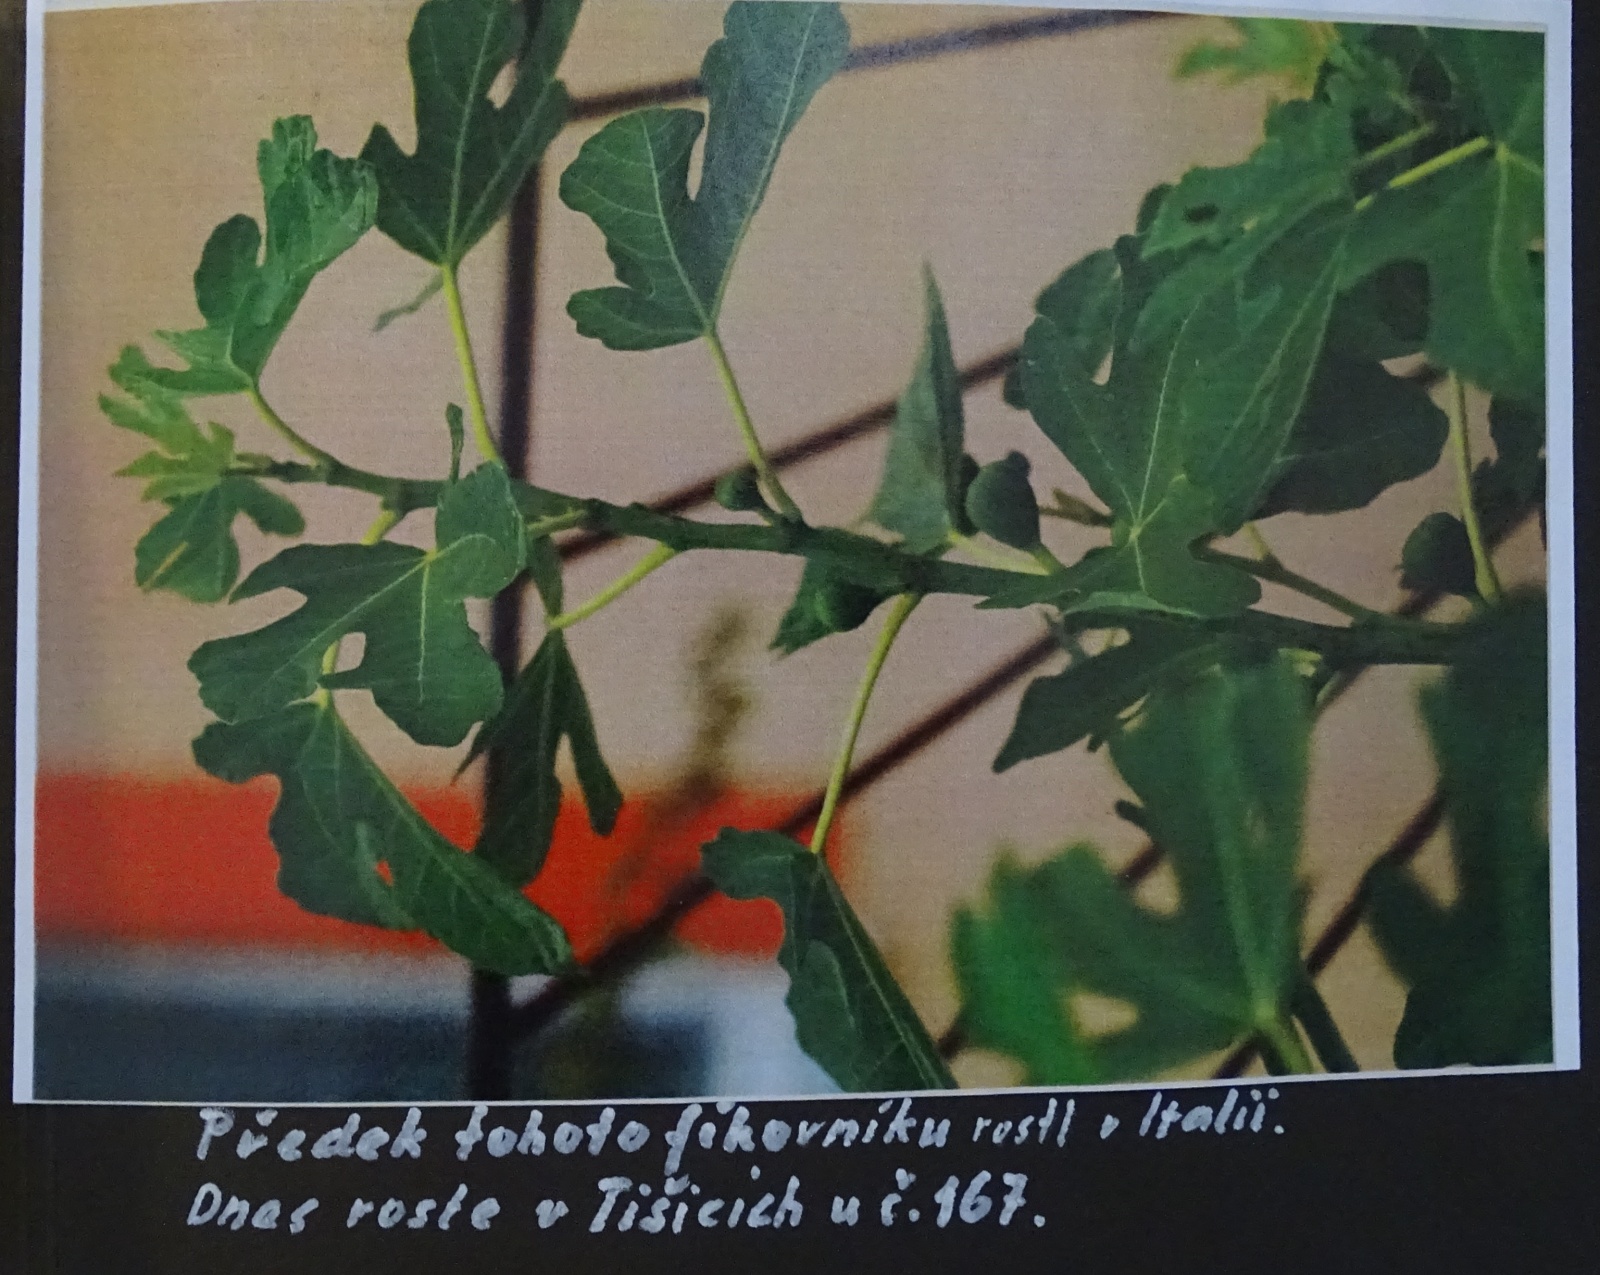 Předek tohoto fíkovníku rostl v Italii.
Dnes roste v Tišicích u č. 167.